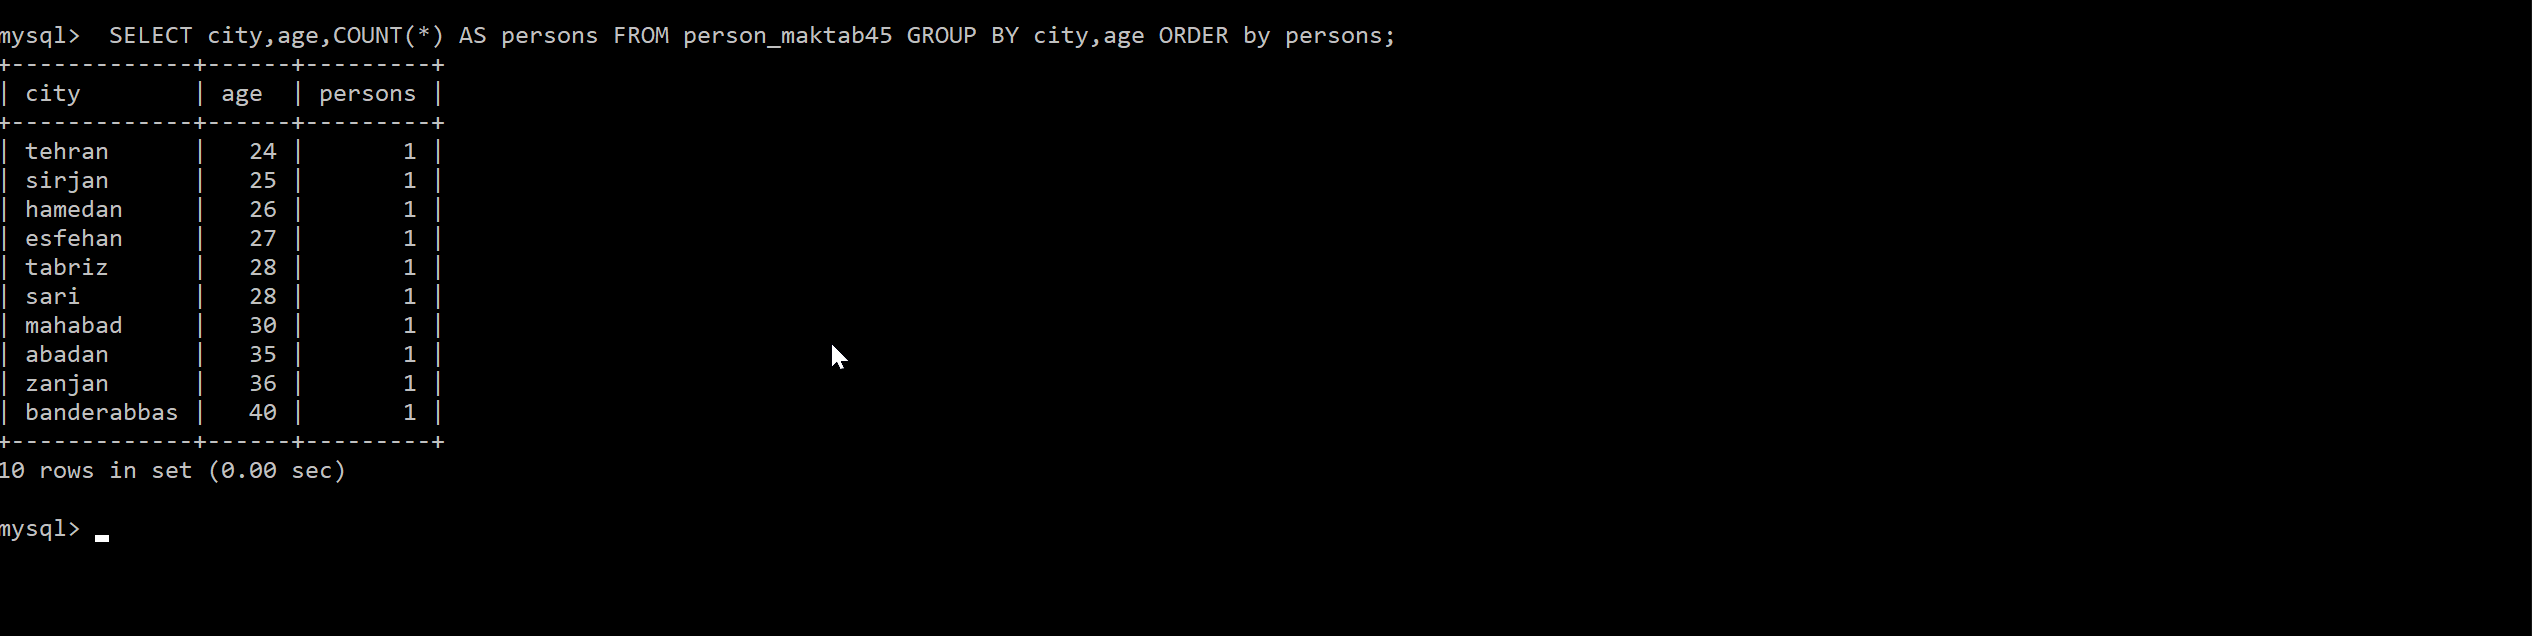 mysql>  SELECT city,age,COUNT(*) AS persons FROM person_maktab45 GROUP BY city,age ORDER by persons;
+-------------+------+---------+
| city        | age  | persons |
+-------------+------+---------+
| tehran      |   24 |       1 |
| sirjan      |   25 |       1 |
| hamedan     |   26 |       1 |
| esfehan     |   27 |       1 |
| tabriz      |   28 |       1 |
| sari        |   28 |       1 |
| mahabad     |   30 |       1 |
| abadan      |   35 |       1 |
| zanjan      |   36 |       1 |
| banderabbas |   40 |       1 |
+-------------+------+---------+
10 rows in set (0.00 sec)
mysql>